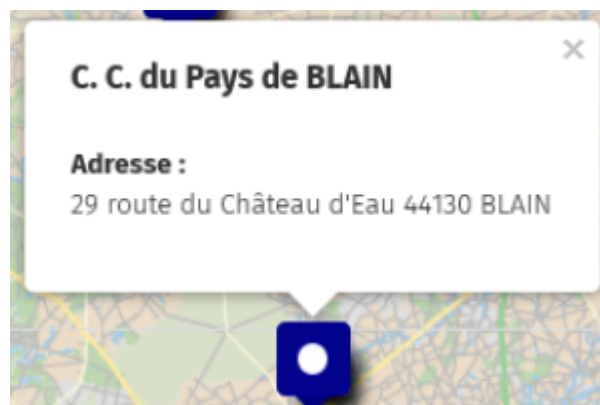 C. C. du Pays de BLAIN
Adresse :
29 route du Château d'Eau 44130 BLAIN